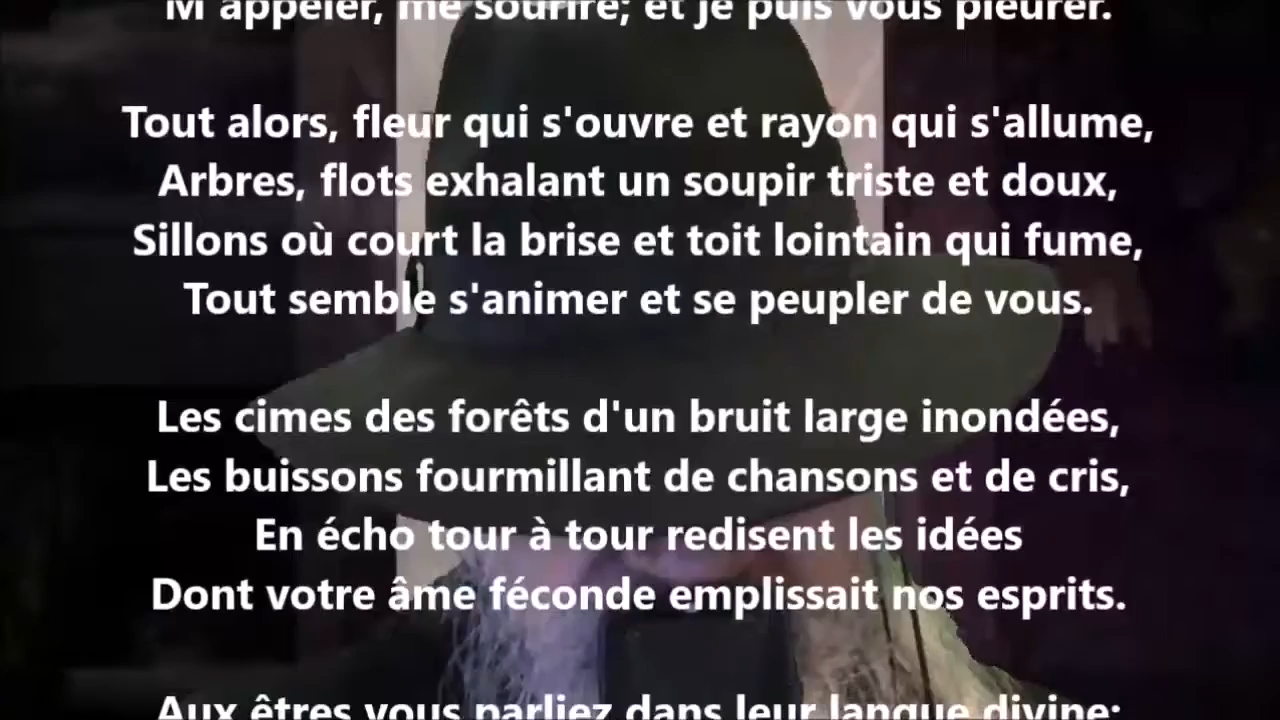 M'appeler, me sourire; et je puis vous pleurer.
Tout alors, fleur qui s'ouvre et rayon qui s'allume,
Arbres, flots exhalant un soupir triste et doux,
Sillons où court la brise et toit lointain qui fume,
Tout semble s'animer et se peupler de vous.
Les cimes des forêts d'un bruit large inondées,
Les buissons fourmillant de chansons et de cris,
En écho tour à tour redisent les idées
Dont votre âme féconde emplissait nos esprits.
Aux êtres vous parliez dans leur langue divine;